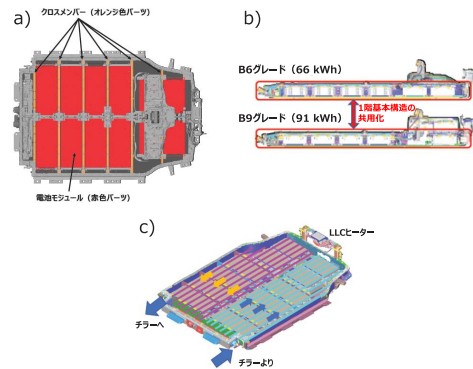 a)
クロスメンバー（オレンジ色パーツ）
電池モジュール（赤色パーツ）
b)
B6グレード（66 kWh）
1階基本構造の
共用化
B9グレード（91 kWh）
c)
LLCヒーター
チラーへ
チラーより